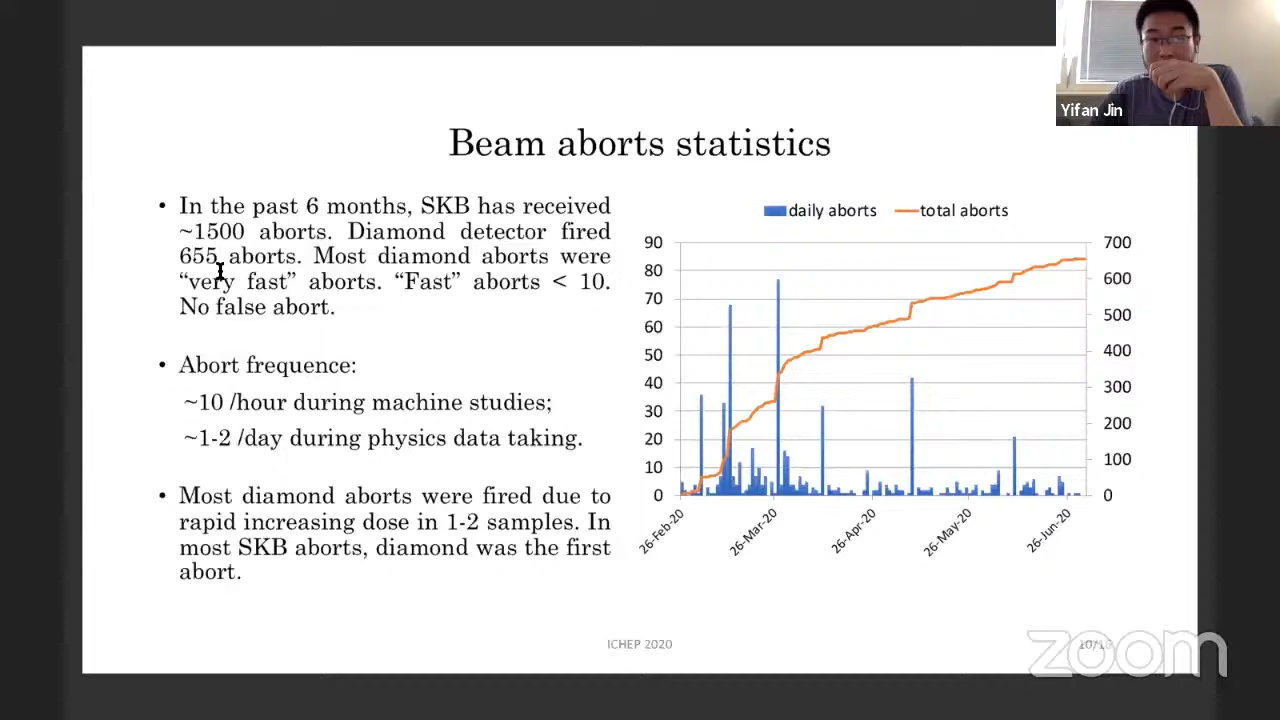 Yifan Jin
Beam aborts statistics
• In the past 6 months, SKB has received
~1500 aborts. Diamond detector fired
655 aborts. Most diamond aborts were
“very fast” aborts. “Fast” aborts < 10.
No false abort.
• Abort frequence:
~10 /hour during machine studies;
~1-2 /day during physics data taking.
• Most diamond aborts were fired due to
rapid increasing dose in 1-2 samples. In
most SKB aborts, diamond was the first
abort.
daily aborts total aborts
90 700
80 600
70 500
60 400
50 300
40 200
30 100
20 0
10
0
26-Feb-20 26-Mar-20 26-Apr-20 26-May-20 26-Jun-20
ICHEP 2020
zoom